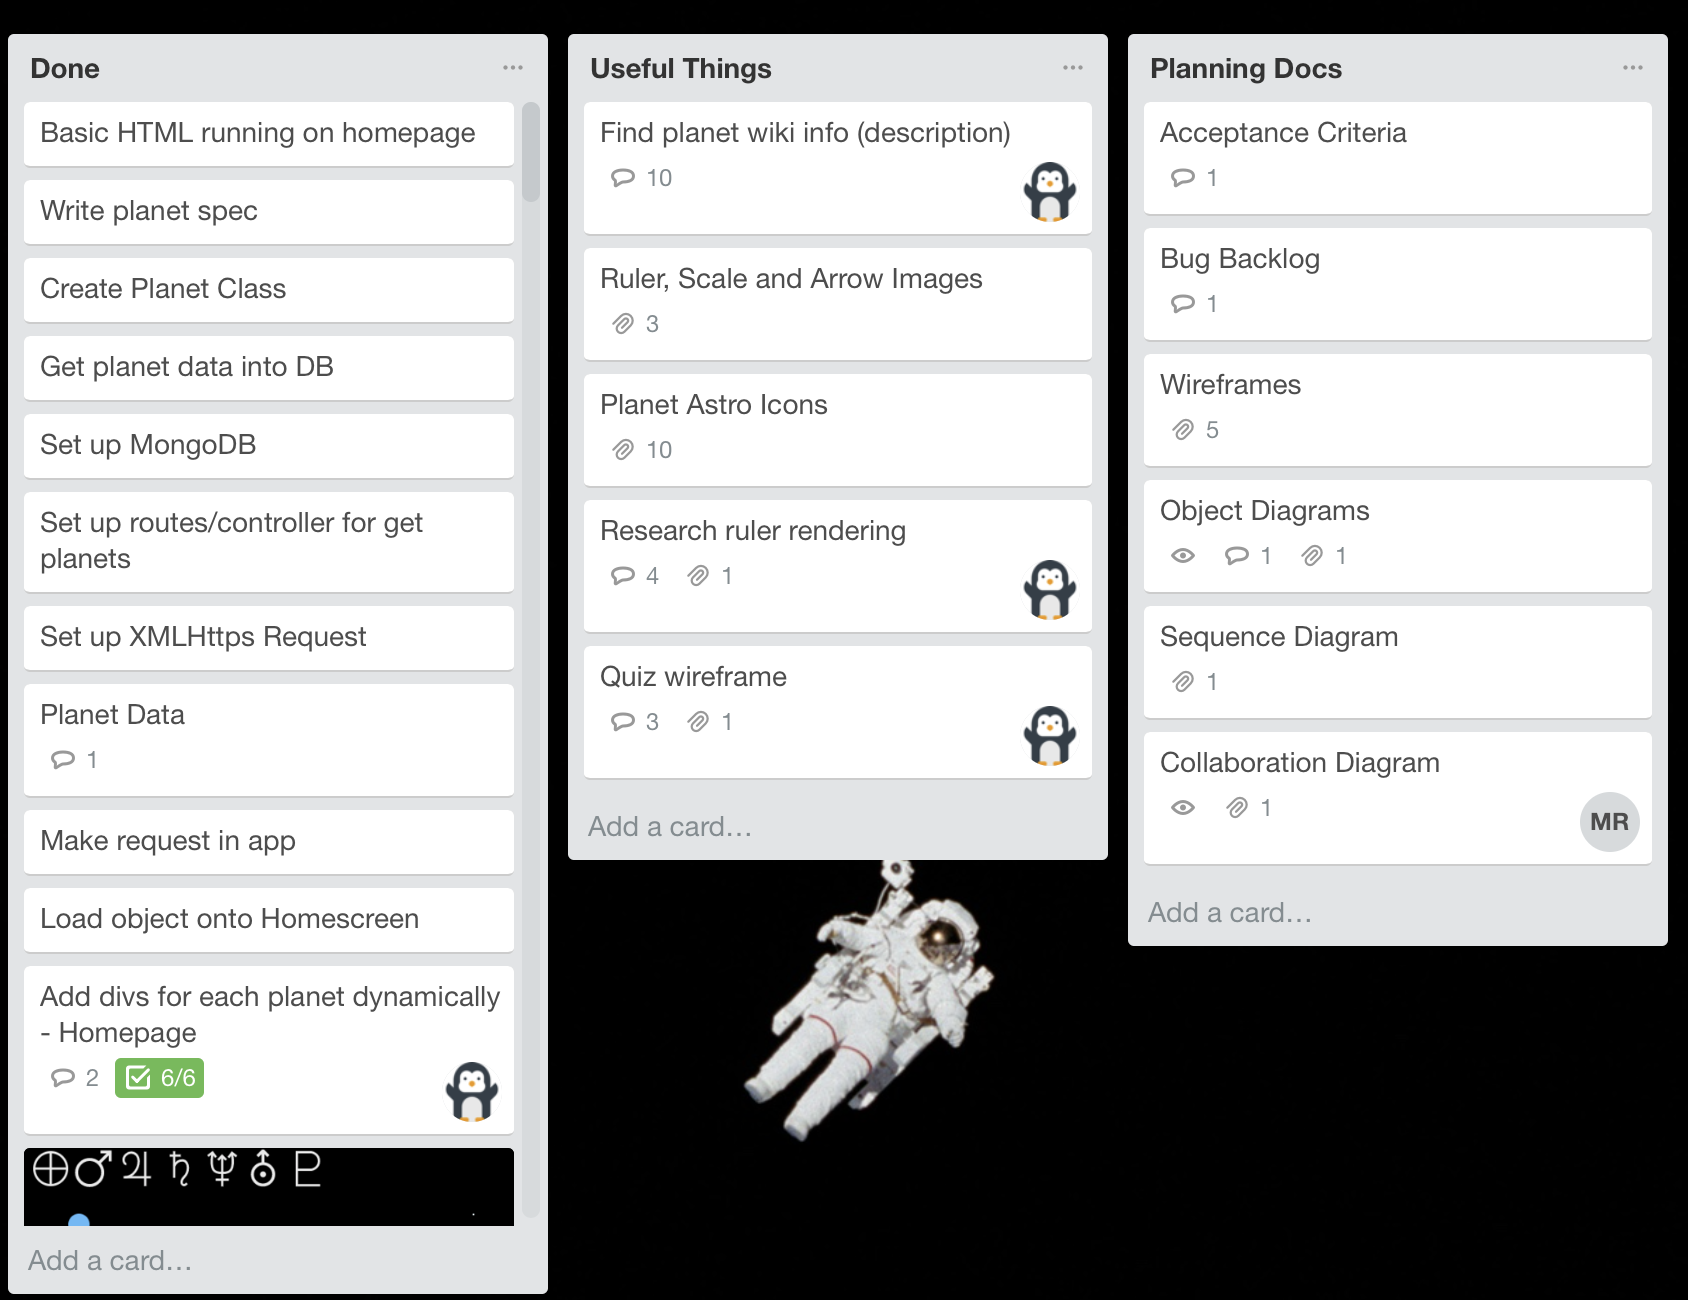 Done
Basic HTML running on homepage
Write planet spec
Create Planet Class
Get planet data into DB
Set up MongoDB
Set up routes/controller for get
planets
Set up XMLHttps Request
Planet Data
1
Make request in app
Load object onto Homescreen
Add divs for each planet dynamically
- Homepage
2 6/6
Add a card...
Useful Things
Find planet wiki info (description)
10
Ruler, Scale and Arrow Images
3
Planet Astro Icons
10
Research ruler rendering
4 1
Quiz wireframe
3 1
Add a card...
Planning Docs
Acceptance Criteria
1
Bug Backlog
1
Wireframes
5
Object Diagrams
1 1
Sequence Diagram
1
Collaboration Diagram
1
MR
Add a card...